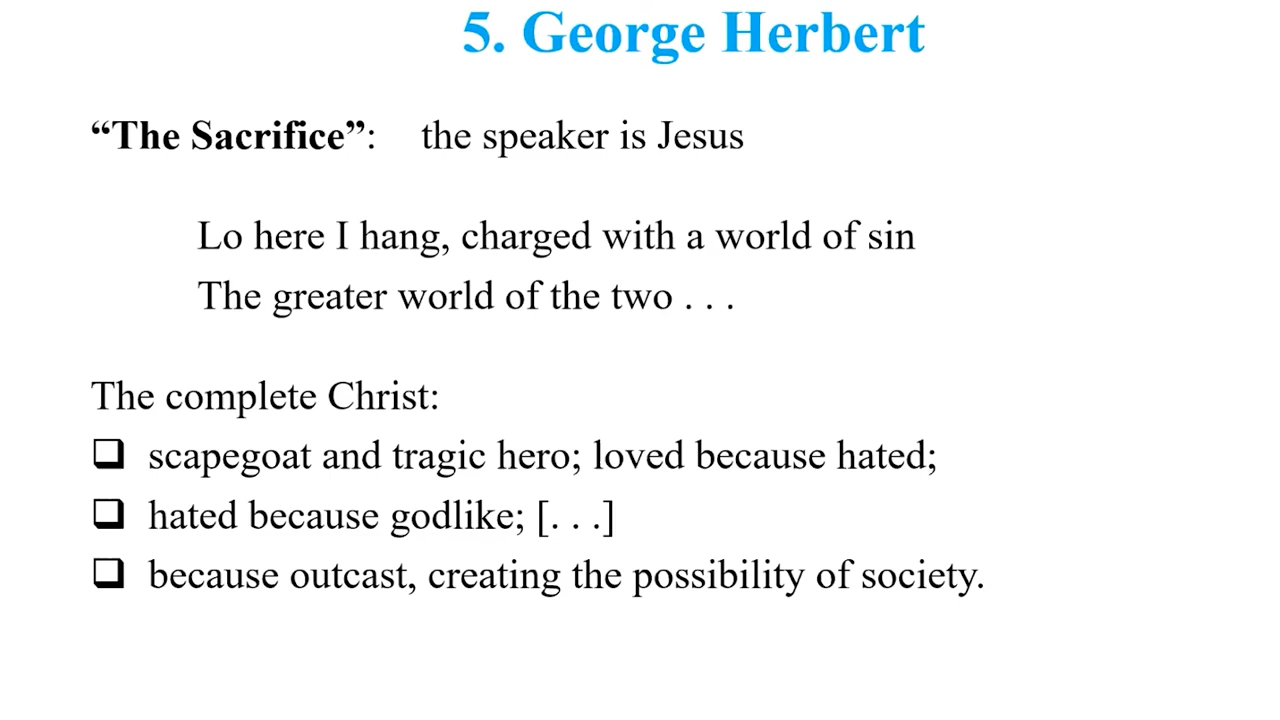 5. George Herbert
“The Sacrifice”: the speaker is Jesus
Lo here I hang, charged with a world of sin
The greater world of the two . . .
The complete Christ:
❑ scapegoat and tragic hero; loved because hated;
❑ hated because godlike; [. . .]
❑ because outcast, creating the possibility of society.